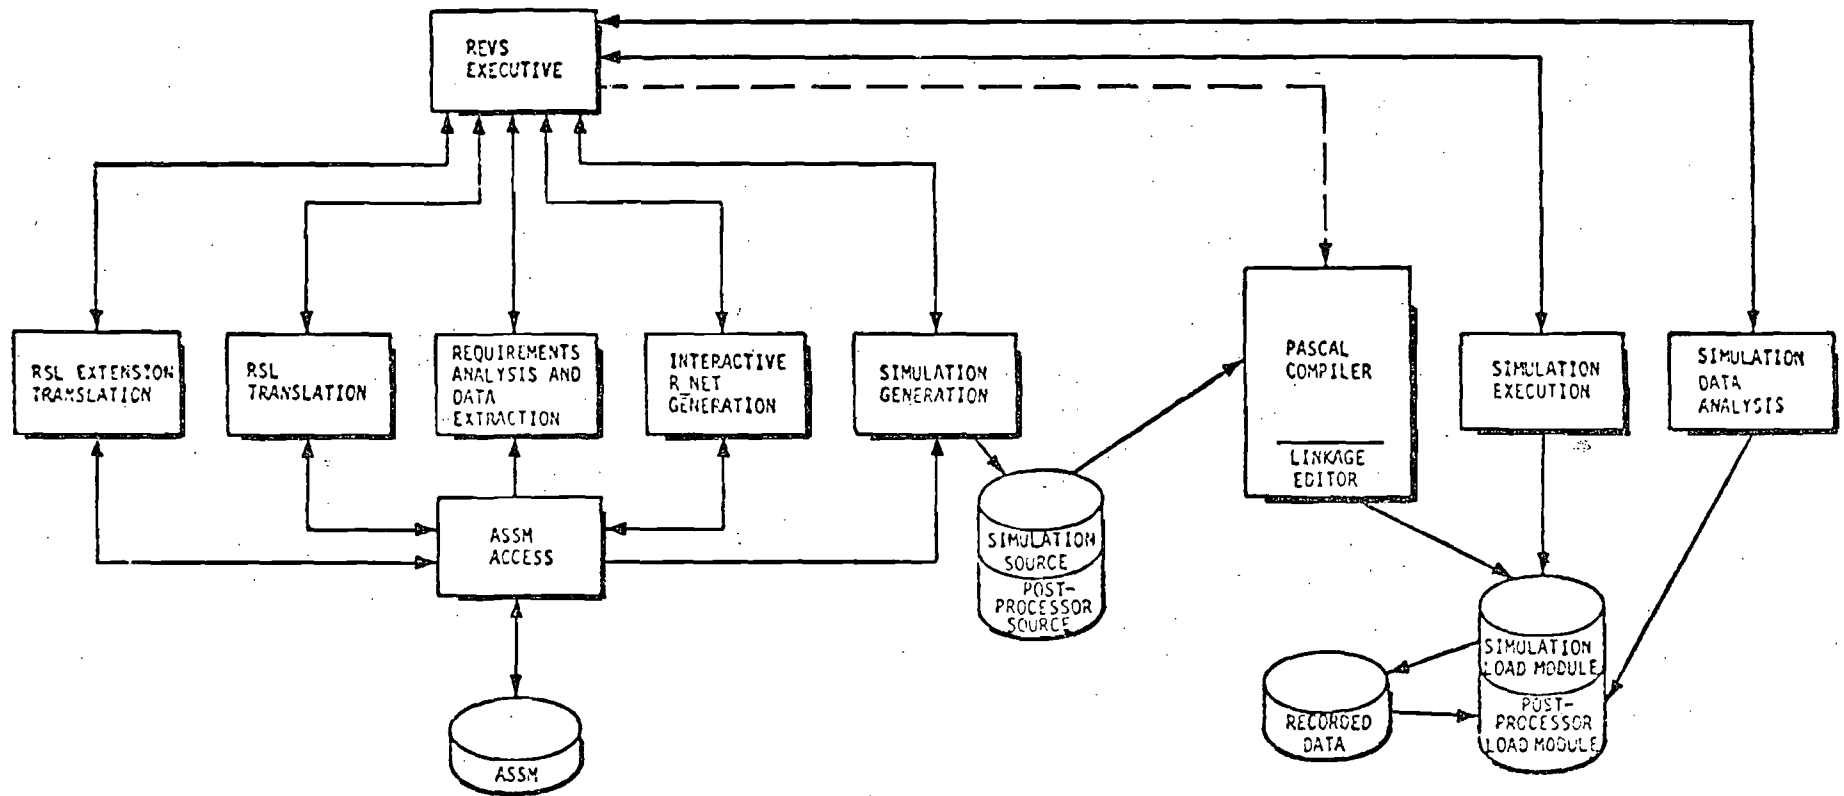 REVS
EXECUTIVE
RSL EXTENSION
TRANSLATION
RSL
TRANSLATION
REQUIREMENTS
ANALYSIS AND
DATA
EXTRACTION
INTERACTIVE
R_NET
GENERATION
SIMULATION
GENERATION
PASCAL
COMPILER
LINKAGE
EDITOR
SIMULATION
EXECUTION
SIMULATION
DATA
ANALYSIS
ASSM
ACCESS
SIMULATION
SOURCE
POST-
PROCESSOR
SOURCE
SIMULATION
LOAD MODULE
POST-
PROCESSOR
LOAD MODULE
RECORDED
DATA
ASSM